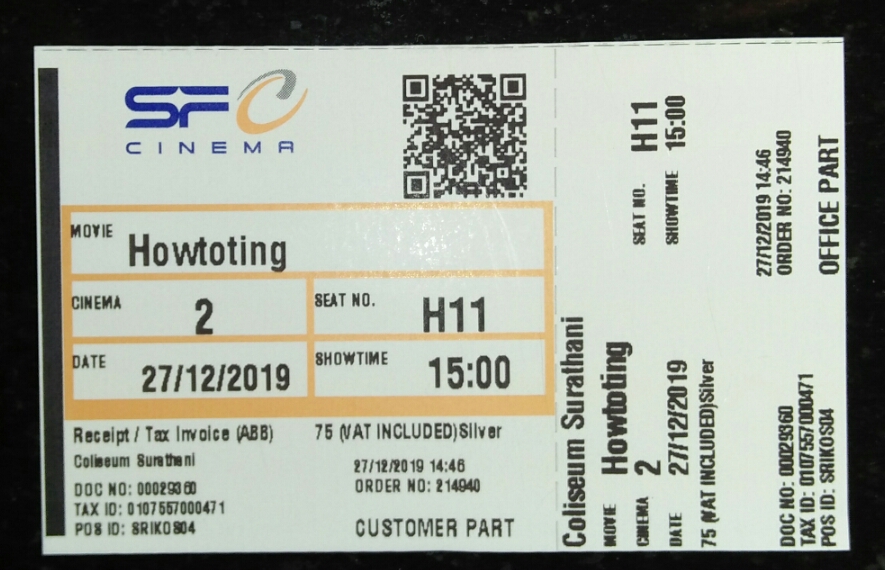 SFC
CINEMA
MOVIE Howtoting
CINEMA 2
SEAT NO. H11
DATE 27/12/2019
SHOWTIME 15:00
Receipt / Tax Invoice (ABB) 75 (VAT INCLUDED)Silver
Coliseum Surathani 27/12/2019 14:46
DOC NO: 00029360 ORDER NO: 214940
TAX ID: 0107557000471
POS ID: SRIKOS04 CUSTOMER PART
Coliseum Surathani
MOVIE Howtoting
CINEMA 2 SEAT NO. H11
DATE 27/12/2019 SHOWTIME 15:00
75 (VAT INCLUDED)Silver
27/12/2019 14:46
DOC NO: 00029360 ORDER NO: 214940
TAX ID: 0107557000471
POS ID: SRIKOS04 OFFICE PART